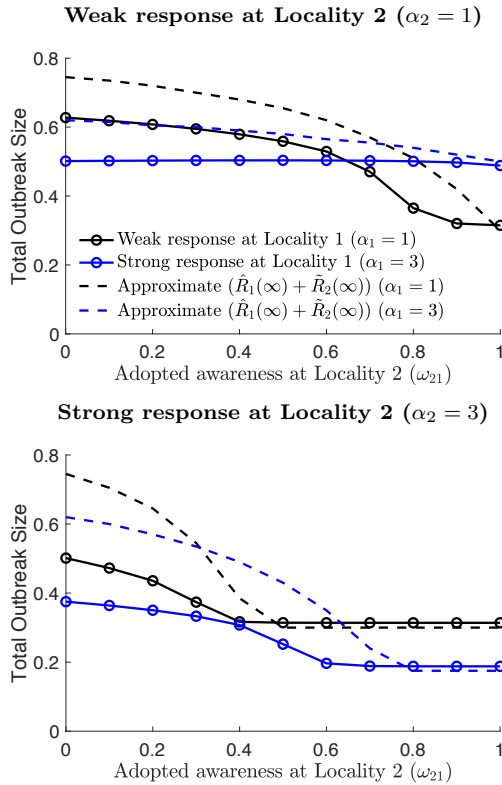 Weak response at Locality 2 (α₂ = 1)
Total Outbreak Size
0.8
0.6
0.4
0.2
0
Weak response at Locality 1 (α₁ = 1)
Strong response at Locality 1 (α₁ = 3)
Approximate (R̂₁(∞) + R̃₂(∞)) (α₁ = 1)
Approximate (R̂₁(∞) + R̃₂(∞)) (α₁ = 3)
0 0.2 0.4 0.6 0.8 1
Adopted awareness at Locality 2 (ω₂₁)
Strong response at Locality 2 (α₂ = 3)
Total Outbreak Size
0.8
0.6
0.4
0.2
0
0 0.2 0.4 0.6 0.8 1
Adopted awareness at Locality 2 (ω₂₁)